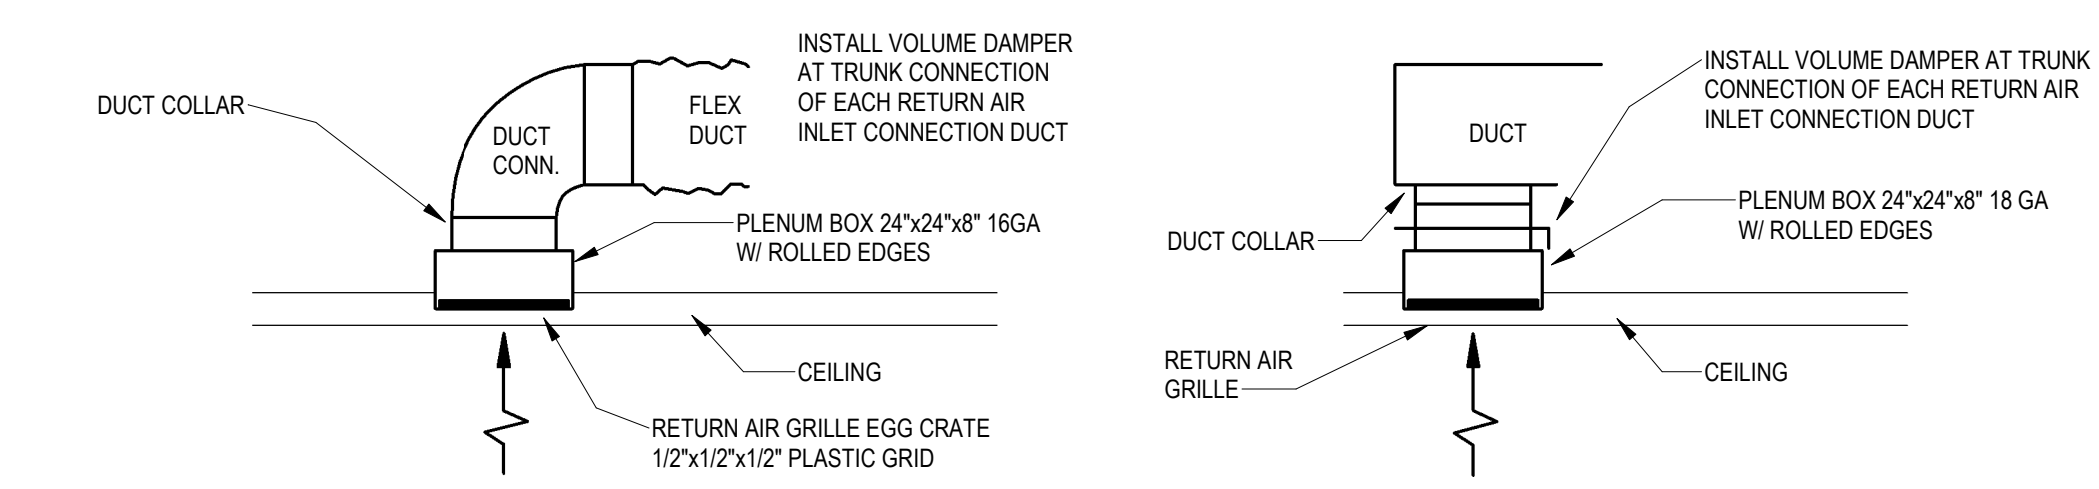 INSTALL VOLUME DAMPER
AT TRUNK CONNECTION
OF EACH RETURN AIR
INLET CONNECTION DUCT
DUCT COLLAR
FLEX
DUCT
DUCT
CONN.
PLENUM BOX 24"x24"x8" 16GA
W/ ROLLED EDGES
CEILING
RETURN AIR GRILLE EGG CRATE
1/2"x1/2"x1/2" PLASTIC GRID
INSTALL VOLUME DAMPER AT TRUNK
CONNECTION OF EACH RETURN AIR
INLET CONNECTION DUCT
DUCT
PLENUM BOX 24"x24"x8" 18 GA
W/ ROLLED EDGES
DUCT COLLAR
RETURN AIR
GRILLE
CEILING